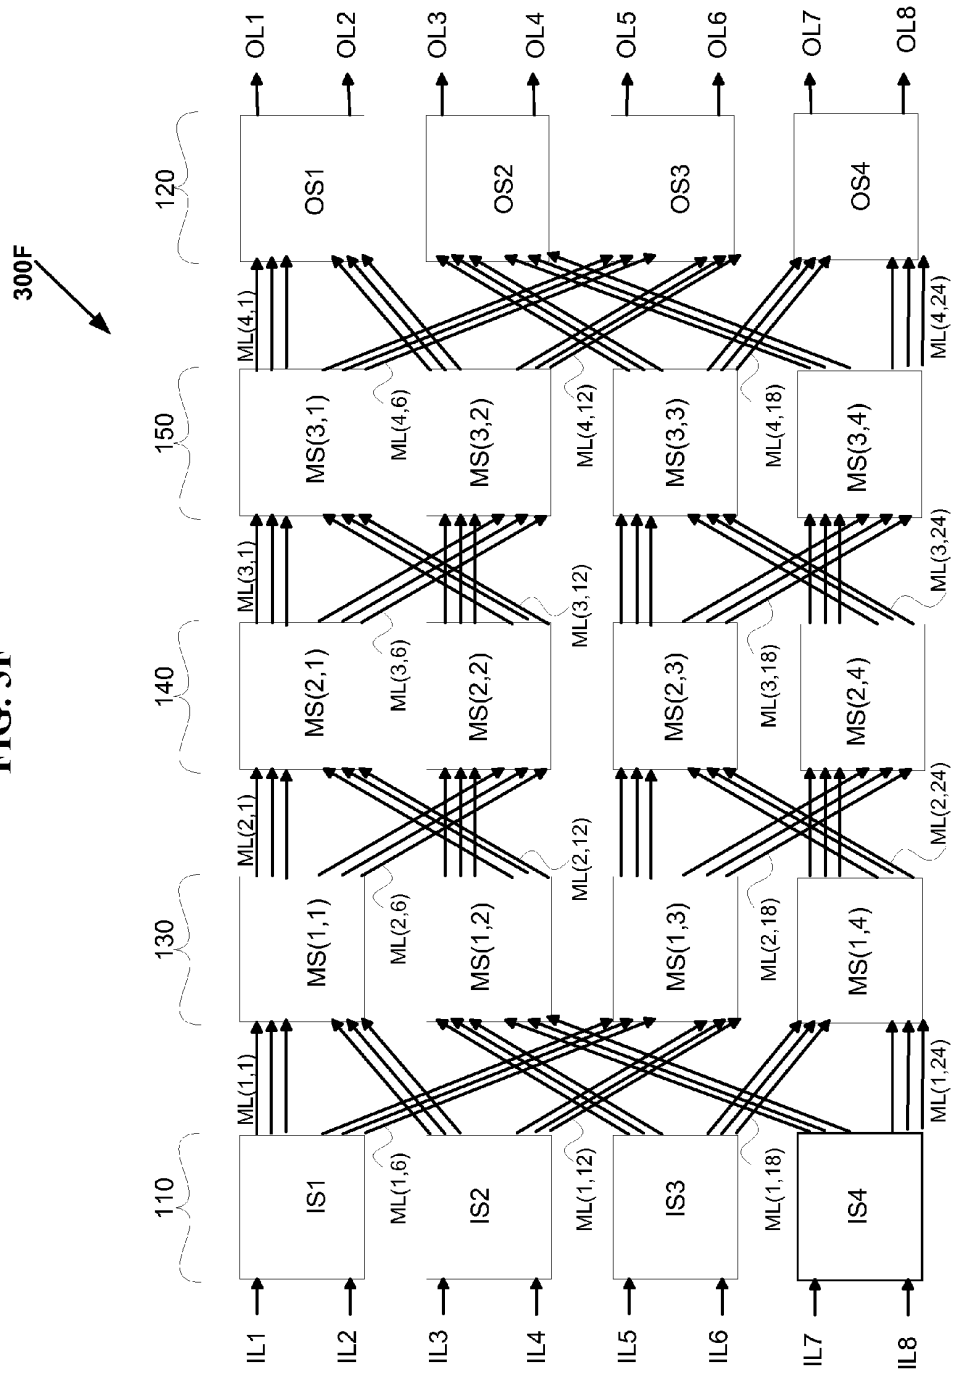 300F
110
130
140
150
120
IL1
IL2
IL3
IL4
IL5
IL6
IL7
IL8
IS1
IS2
IS3
IS4
ML(1,1)
ML(1,6)
ML(1,12)
ML(1,18)
ML(1,24)
MS(1,1)
MS(1,2)
MS(1,3)
MS(1,4)
ML(2,1)
ML(2,6)
ML(2,12)
ML(2,18)
ML(2,24)
MS(2,1)
MS(2,2)
MS(2,3)
MS(2,4)
ML(3,1)
ML(3,6)
ML(3,12)
ML(3,18)
ML(3,24)
MS(3,1)
MS(3,2)
MS(3,3)
MS(3,4)
ML(4,1)
ML(4,6)
ML(4,12)
ML(4,18)
ML(4,24)
OS1
OS2
OS3
OS4
OL1
OL2
OL3
OL4
OL5
OL6
OL7
OL8